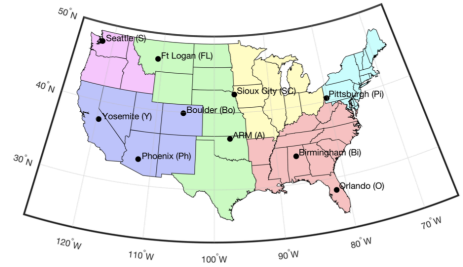 50°N
Seattle (S)
Ft Logan (FL)
40°N
Sioux City (SC)
Pittsburgh (Pi)
Yosemite (Y)
Boulder (Bo)
ARM (A)
30°N
Phoenix (Ph)
Birmingham (Bi)
Orlando (O)
120°W
110°W
100°W
90°W
80°W
70°W